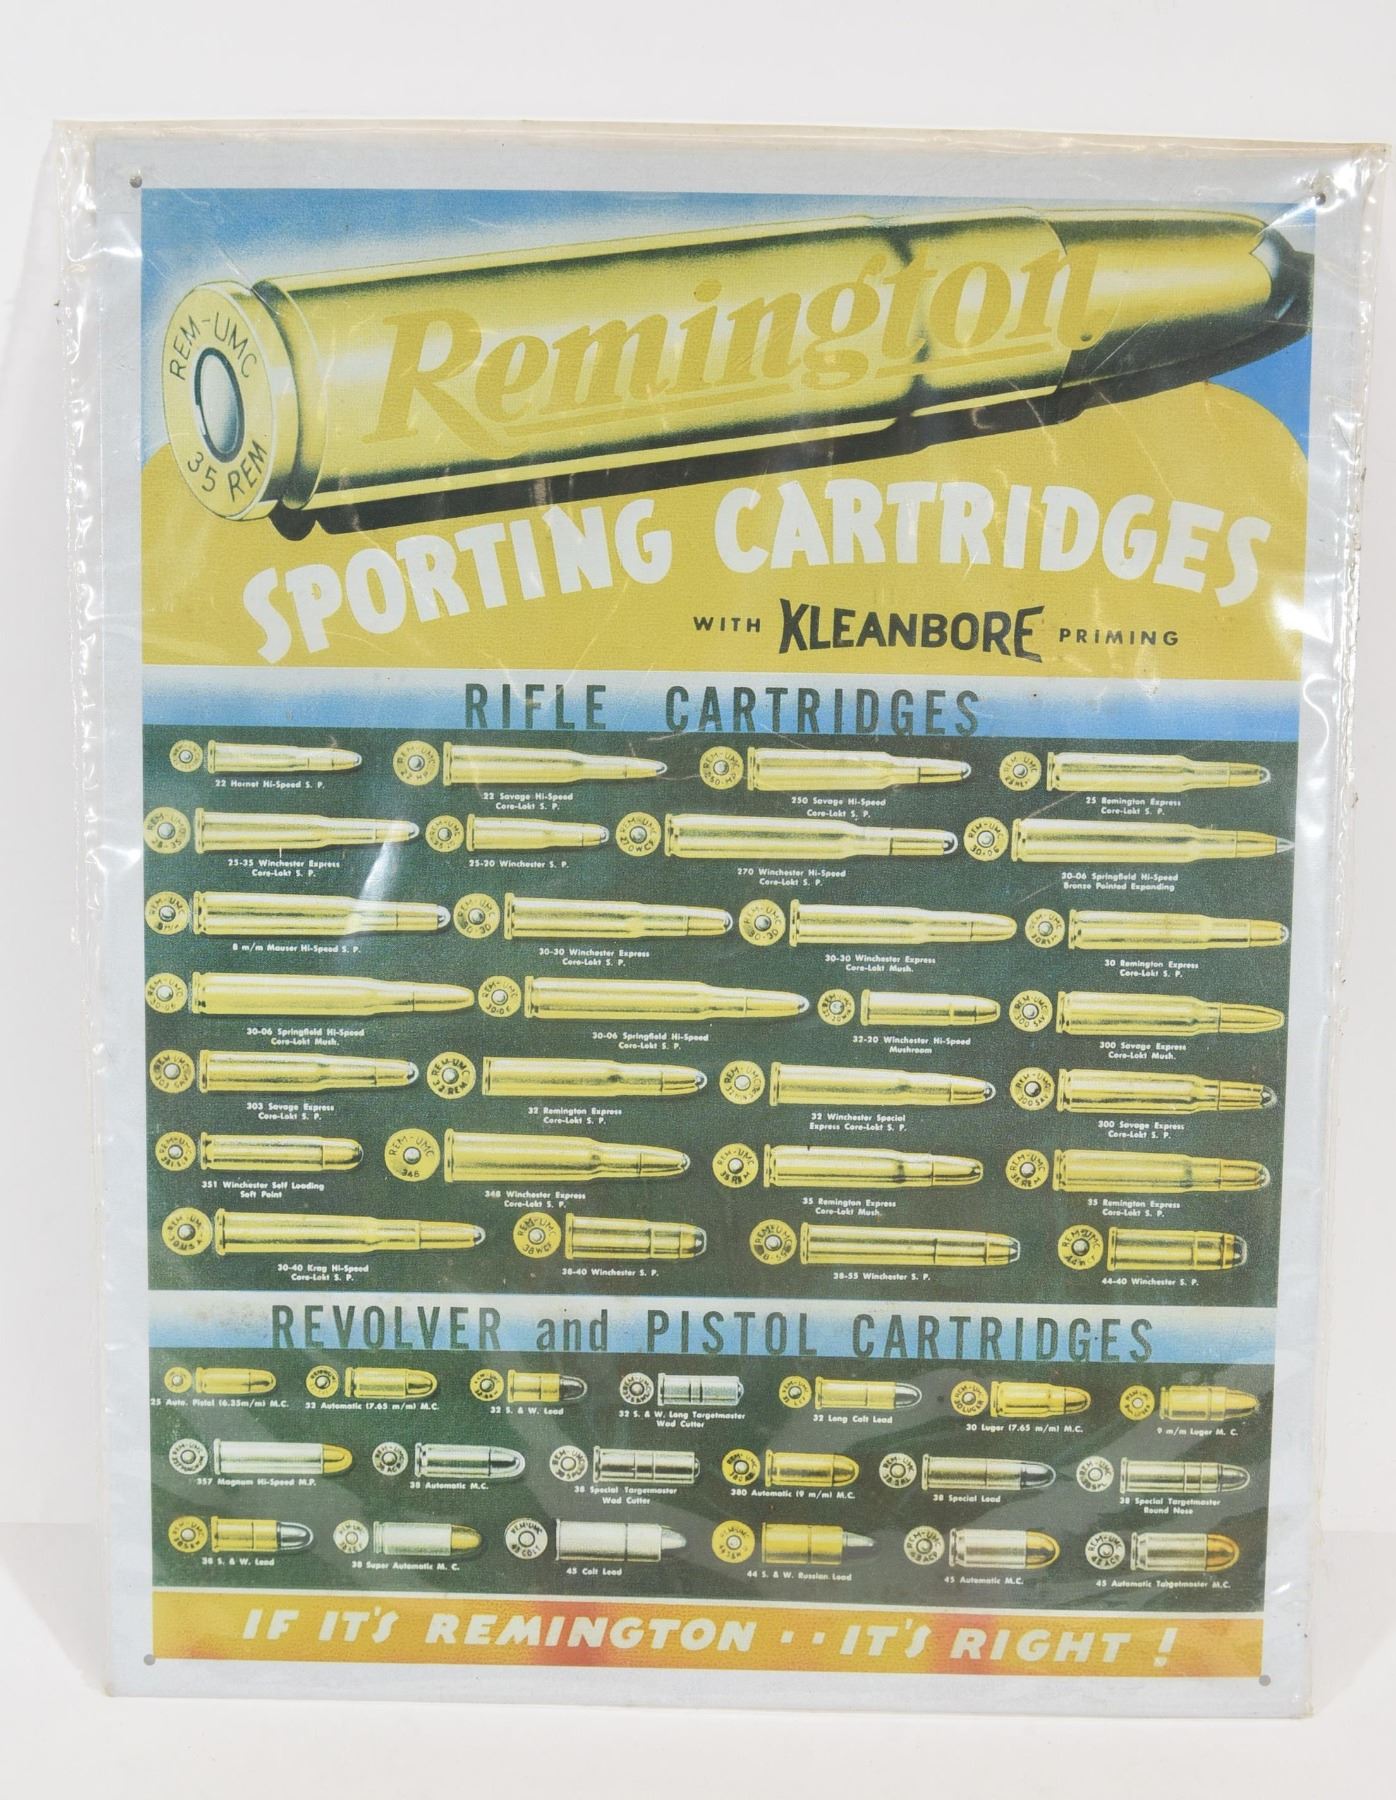 REM-UMC
35 REM
Remington
SPORTING CARTRIDGES
WITH KLEANBORE PRIMING
RIFLE CARTRIDGES
22 Hornet Hi-Speed S. P.
22 Savage Hi-Speed
Core-Lokt S. P.
250 Savage Hi-Speed
Core-Lokt S. P.
25 Remington Express
Core-Lokt S. P.
25-35 Winchester Express
Core-Lokt S. P.
25-20 Winchester S. P.
270 Winchester Hi-Speed
Core-Lokt S. P.
30-06 Springfield Hi-Speed
Bronze Pointed Expanding
8 m/m Mauser Hi-Speed S. P.
30-30 Winchester Express
Core-Lokt S. P.
30-30 Winchester Express
Core-Lokt Mush.
30 Remington Express
Core-Lokt S. P.
30-06 Springfield Hi-Speed
Core-Lokt Mush.
30-06 Springfield Hi-Speed
Core-Lokt S. P.
32-20 Winchester Hi-Speed
Mushroom
300 Savage Express
Core-Lokt Mush.
303 Savage Express
Core-Lokt S. P.
32 Remington Express
Core-Lokt S. P.
32 Winchester Special
Express Core-Lokt S. P.
300 Savage Express
Core-Lokt S. P.
351 Winchester Self Loading
Soft Point
348 Winchester Express
Core-Lokt S. P.
35 Remington Express
Core-Lokt Mush.
35 Remington Express
Core-Lokt S. P.
30-40 Krag Hi-Speed
Core-Lokt S. P.
38-40 Winchester S. P.
38-55 Winchester S. P.
44-40 Winchester S. P.
REVOLVER and PISTOL CARTRIDGES
25 Auto. Pistol (6.35m/m) M.C.
32 Automatic (7.65 m/m) M.C.
32 S. & W. Lead
32 S. & W. Long Targetmaster
Wad Cutter
32 Long Colt Lead
30 Luger (7.65 m/m) M.C.
9 m/m Luger M. C.
357 Magnum Hi-Speed M.P.
38 Automatic M.C.
38 Special Targetmaster
Wad Cutter
380 Automatic (9 m/m) M.C.
38 Special Lead
38 Special Targetmaster
Round Nose
38 S. & W. Lead
38 Super Automatic M. C.
45 Colt Lead
44 S. & W. Russian Lead
45 Automatic M.C.
45 Automatic Targetmaster M.C.
IF IT'S REMINGTON . . IT'S RIGHT !